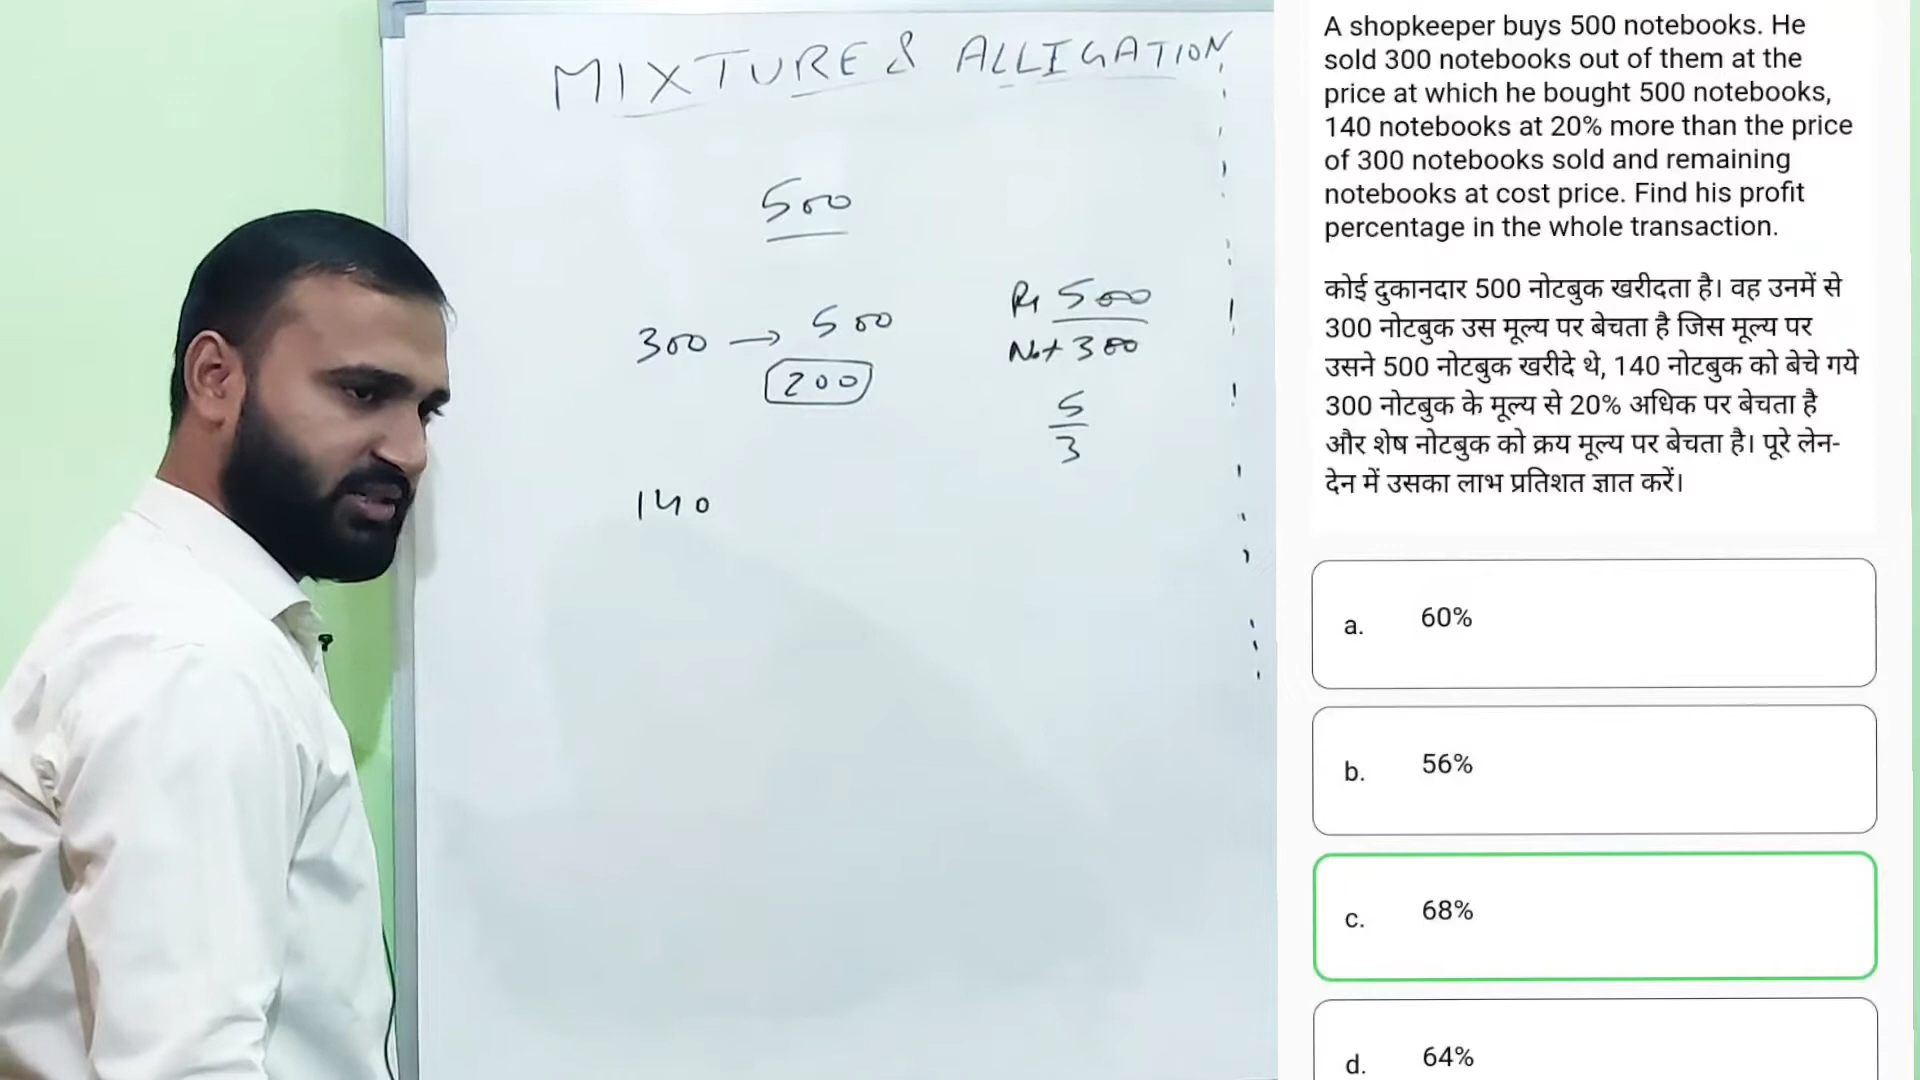 MIXTURE & ALLIGATION
500
300 → 500
200
Rs 500
Not 300
5
3
140
A shopkeeper buys 500 notebooks. He
sold 300 notebooks out of them at the
price at which he bought 500 notebooks,
140 notebooks at 20% more than the price
of 300 notebooks sold and remaining
notebooks at cost price. Find his profit
percentage in the whole transaction.
कोई दुकानदार 500 नोटबुक खरीदता है। वह उनमें से
300 नोटबुक उस मूल्य पर बेचता है जिस मूल्य पर
उसने 500 नोटबुक खरीदे थे, 140 नोटबुक को बेचे गये
300 नोटबुक के मूल्य से 20% अधिक पर बेचता है
और शेष नोटबुक को क्रय मूल्य पर बेचता है। पूरे लेन-
देन में उसका लाभ प्रतिशत ज्ञात करें।
a. 60%
b. 56%
c. 68%
d. 64%